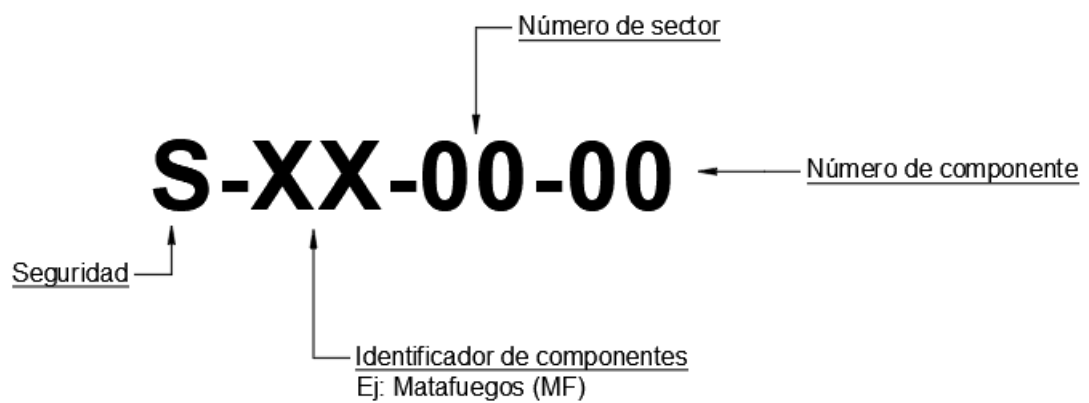 Número de sector
S-XX-00-00
Número de componente
Seguridad
Identificador de componentes
Ej: Matafuegos (MF)